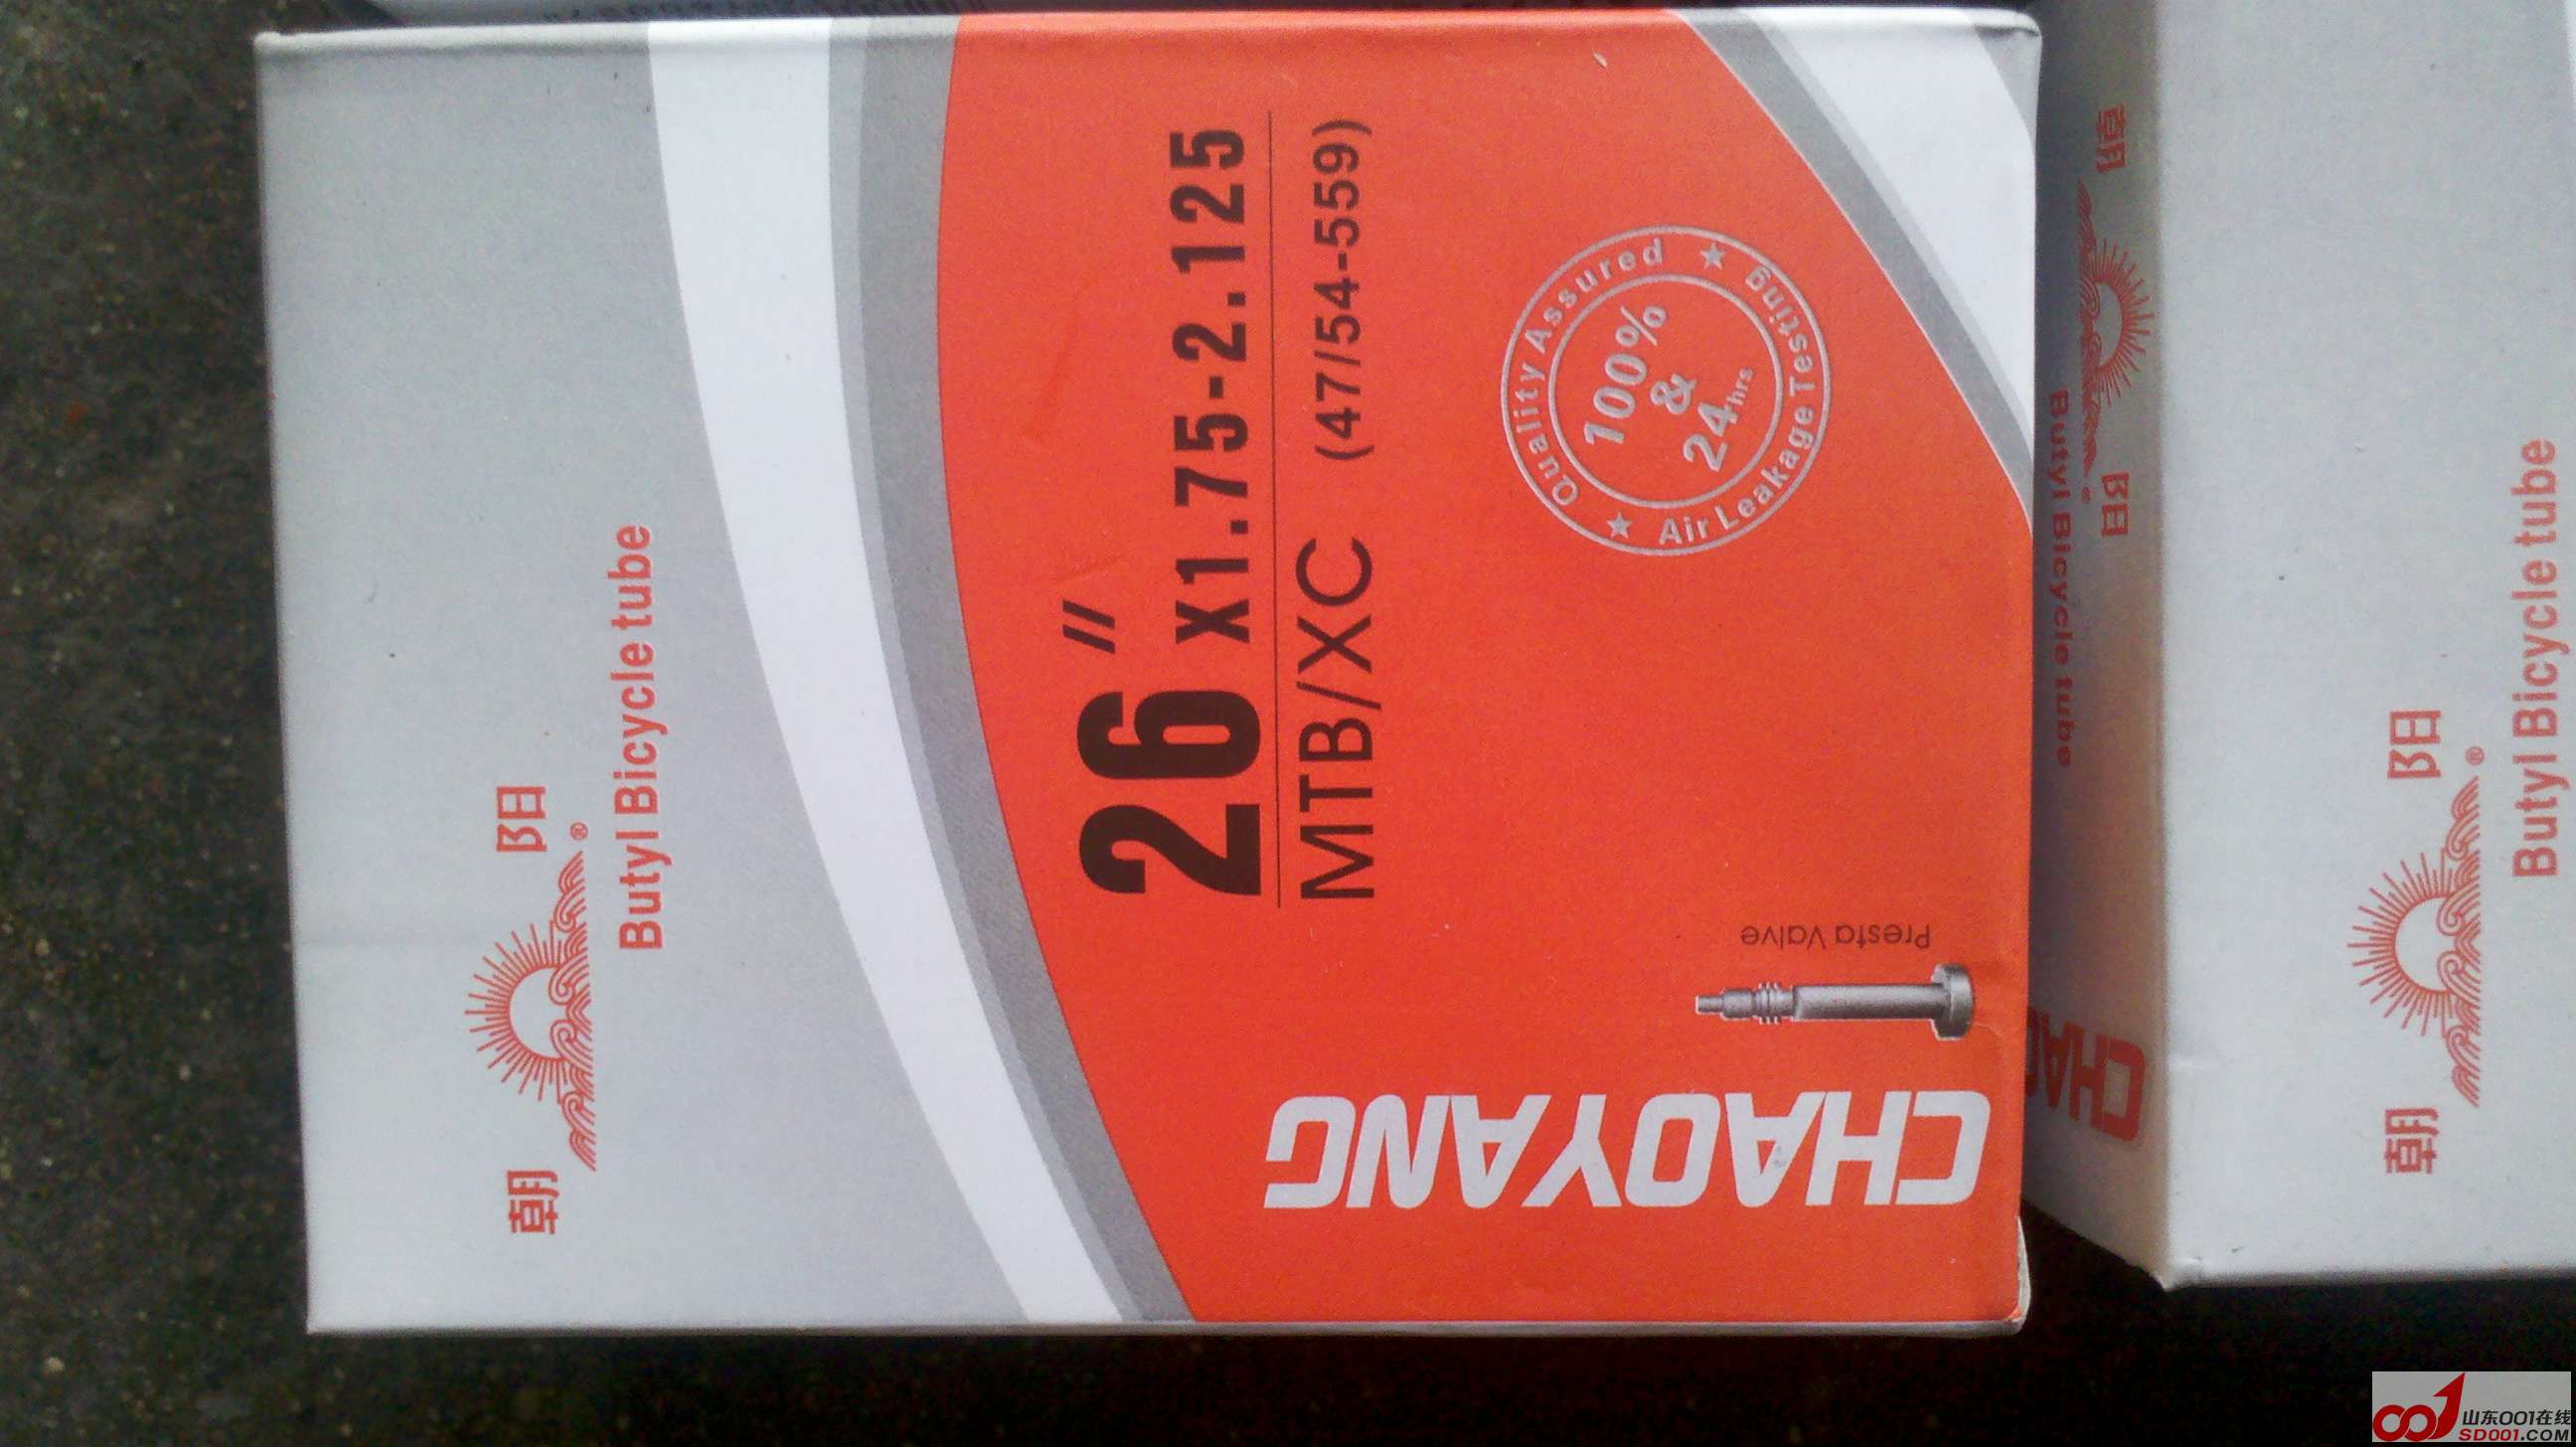 朝 阳
®
Butyl Bicycle tube
26" x1.75-2.125
MTB/XC (47/54-559)
Quality Assured ★ Air Leakage Testing ★
100%
&
24hrs
Presta Valve
CHAOYANG
朝 阳
®
Butyl Bicycle tube
CHAO
朝 阳
®
Butyl Bicycle tube
山东001在线
SD001.COM